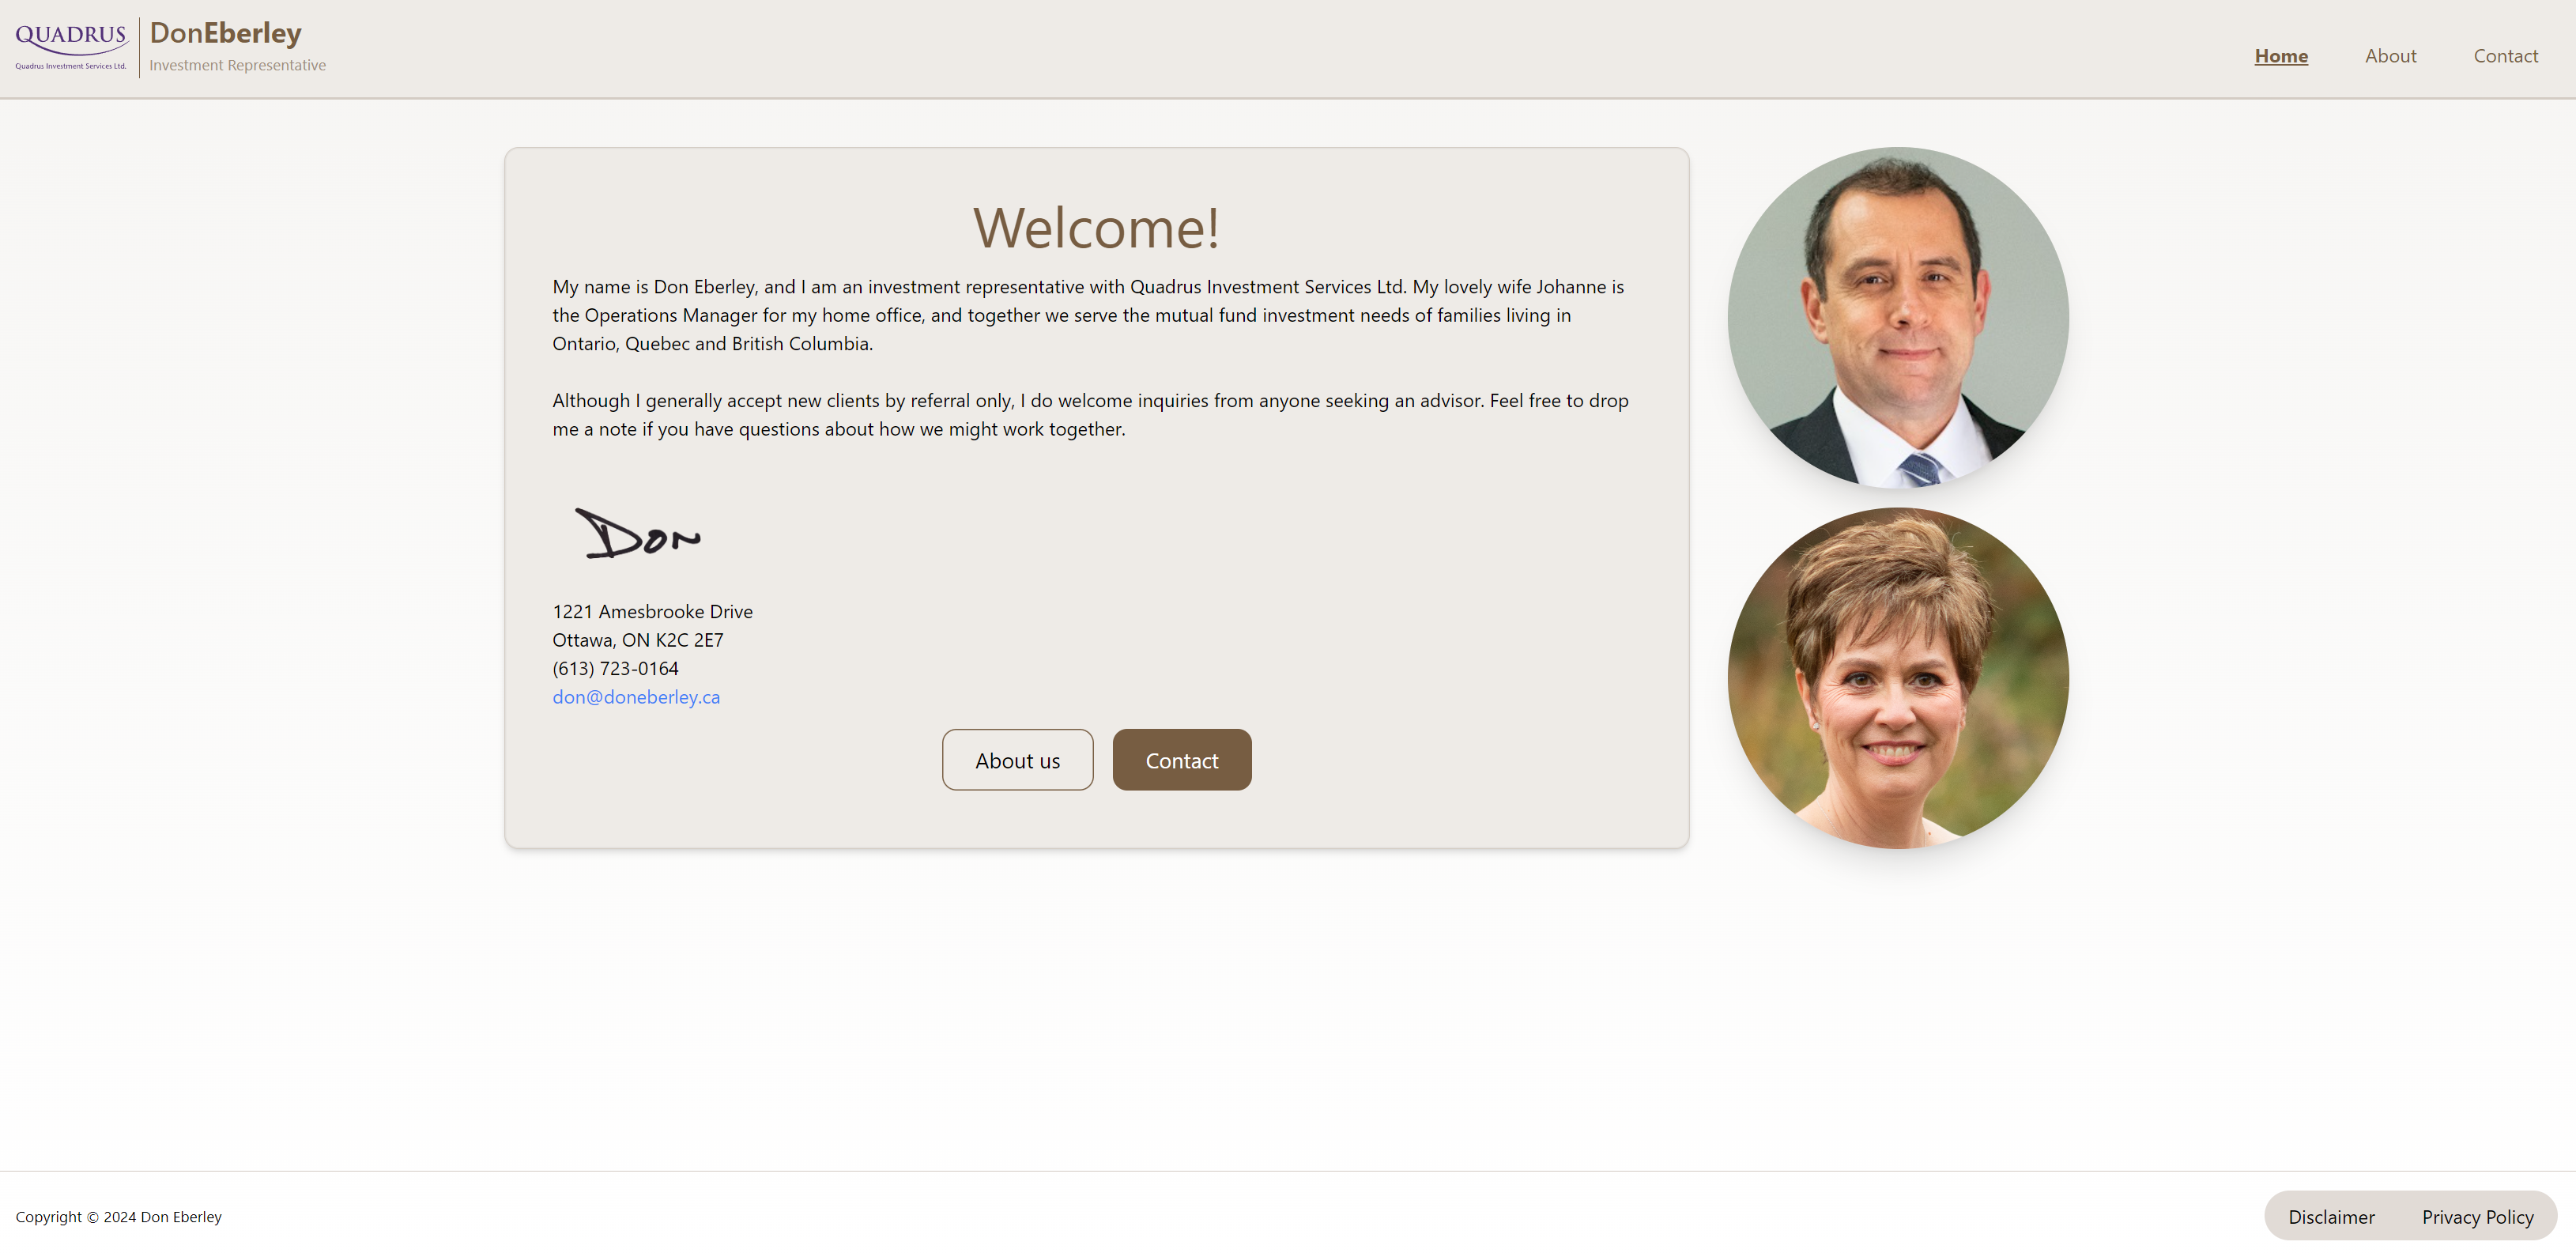 QUADRUS
Quadrus Investment Services Ltd.
DonEberley
Investment Representative
Home
About
Contact
Welcome!
My name is Don Eberley, and I am an investment representative with Quadrus Investment Services Ltd. My lovely wife Johanne is
the Operations Manager for my home office, and together we serve the mutual fund investment needs of families living in
Ontario, Quebec and British Columbia.
Although I generally accept new clients by referral only, I do welcome inquiries from anyone seeking an advisor. Feel free to drop
me a note if you have questions about how we might work together.
Don
1221 Amesbrooke Drive
Ottawa, ON K2C 2E7
(613) 723-0164
don@doneberley.ca
About us
Contact
Copyright © 2024 Don Eberley
Disclaimer
Privacy Policy